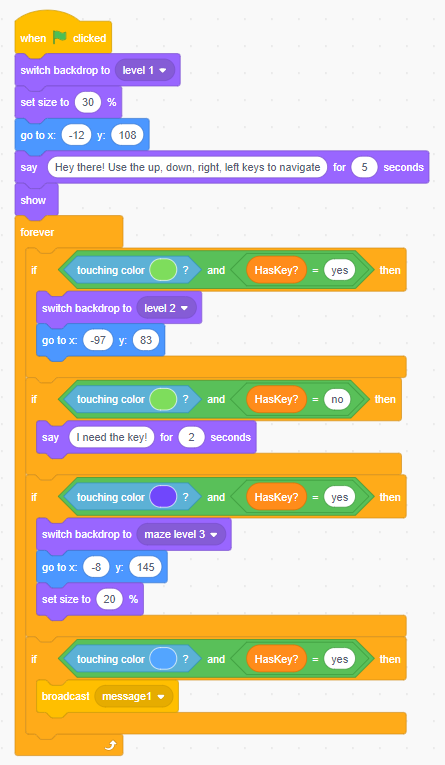 when clicked
switch backdrop to level 1
set size to 30 %
go to x: -12 y: 108
say Hey there! Use the up, down, right, left keys to navigate for 5 seconds
show
forever
if touching color ? and HasKey? = yes then
switch backdrop to level 2
go to x: -97 y: 83
if touching color ? and HasKey? = no then
say I need the key! for 2 seconds
if touching color ? and HasKey? = yes then
switch backdrop to maze level 3
go to x: -8 y: 145
set size to 20 %
if touching color ? and HasKey? = yes then
broadcast message1